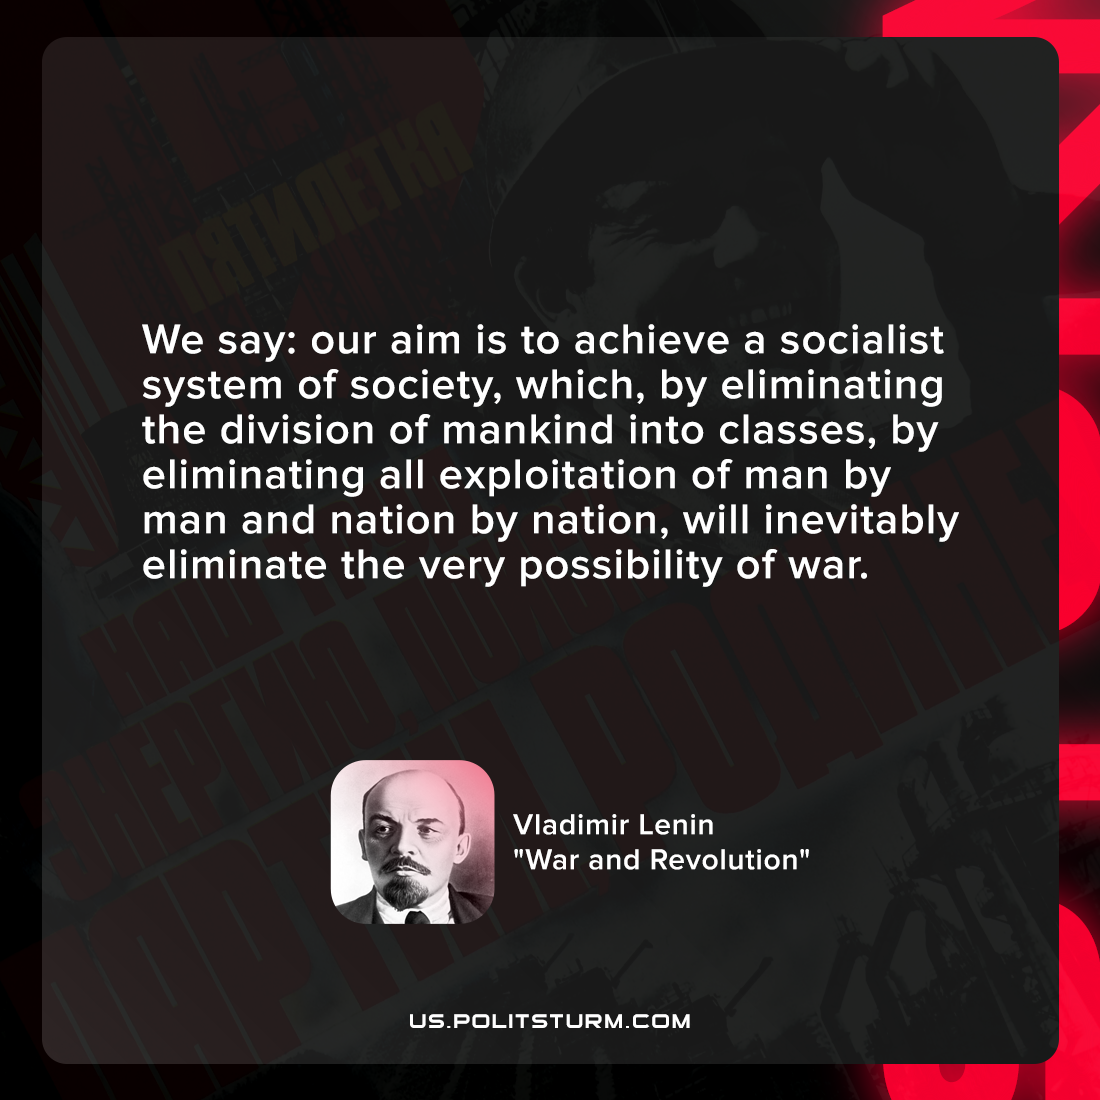 ПЯТИЛЕТКА
We say: our aim is to achieve a socialist
system of society, which, by eliminating
the division of mankind into classes, by
eliminating all exploitation of man by
man and nation by nation, will inevitably
eliminate the very possibility of war.
Vladimir Lenin
"War and Revolution"
US.POLITSTURM.COM